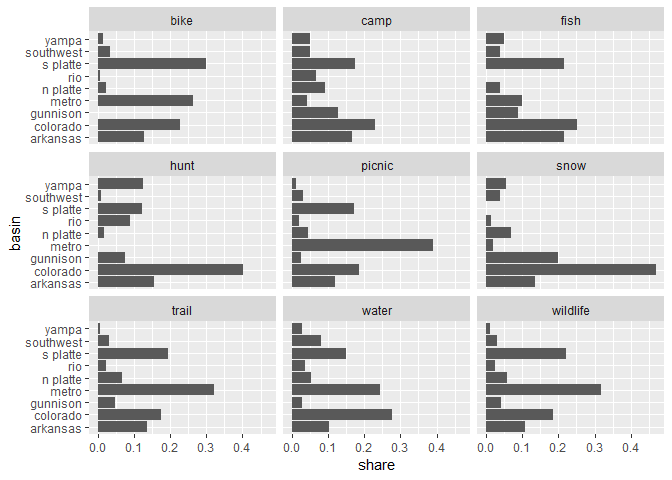 bike camp fish
yampa
southwest
s platte
rio
n platte
metro
gunnison
colorado
arkansas
hunt picnic snow
yampa
southwest
s platte
rio
n platte
metro
gunnison
colorado
arkansas
basin
trail water wildlife
yampa
southwest
s platte
rio
n platte
metro
gunnison
colorado
arkansas
0.0 0.1 0.2 0.3 0.4 0.0 0.1 0.2 0.3 0.4 0.0 0.1 0.2 0.3 0.4
share